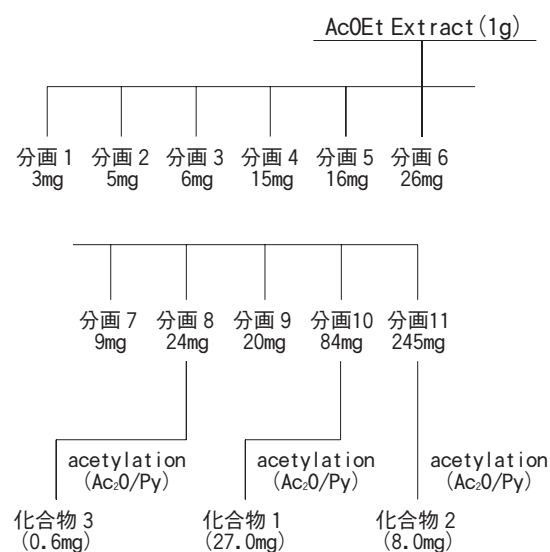 AcOEt Extract(1g)
分画 1 分画 2 分画 3 分画 4 分画 5 分画 6
3mg 5mg 6mg 15mg 16mg 26mg
分画 7 分画 8 分画 9 分画10 分画11
9mg 24mg 20mg 84mg 245mg
acetylation acetylation acetylation
(Ac₂O/Py) (Ac₂O/Py) (Ac₂O/Py)
化合物 3 化合物 1 化合物 2
(0.6mg) (27.0mg) (8.0mg)